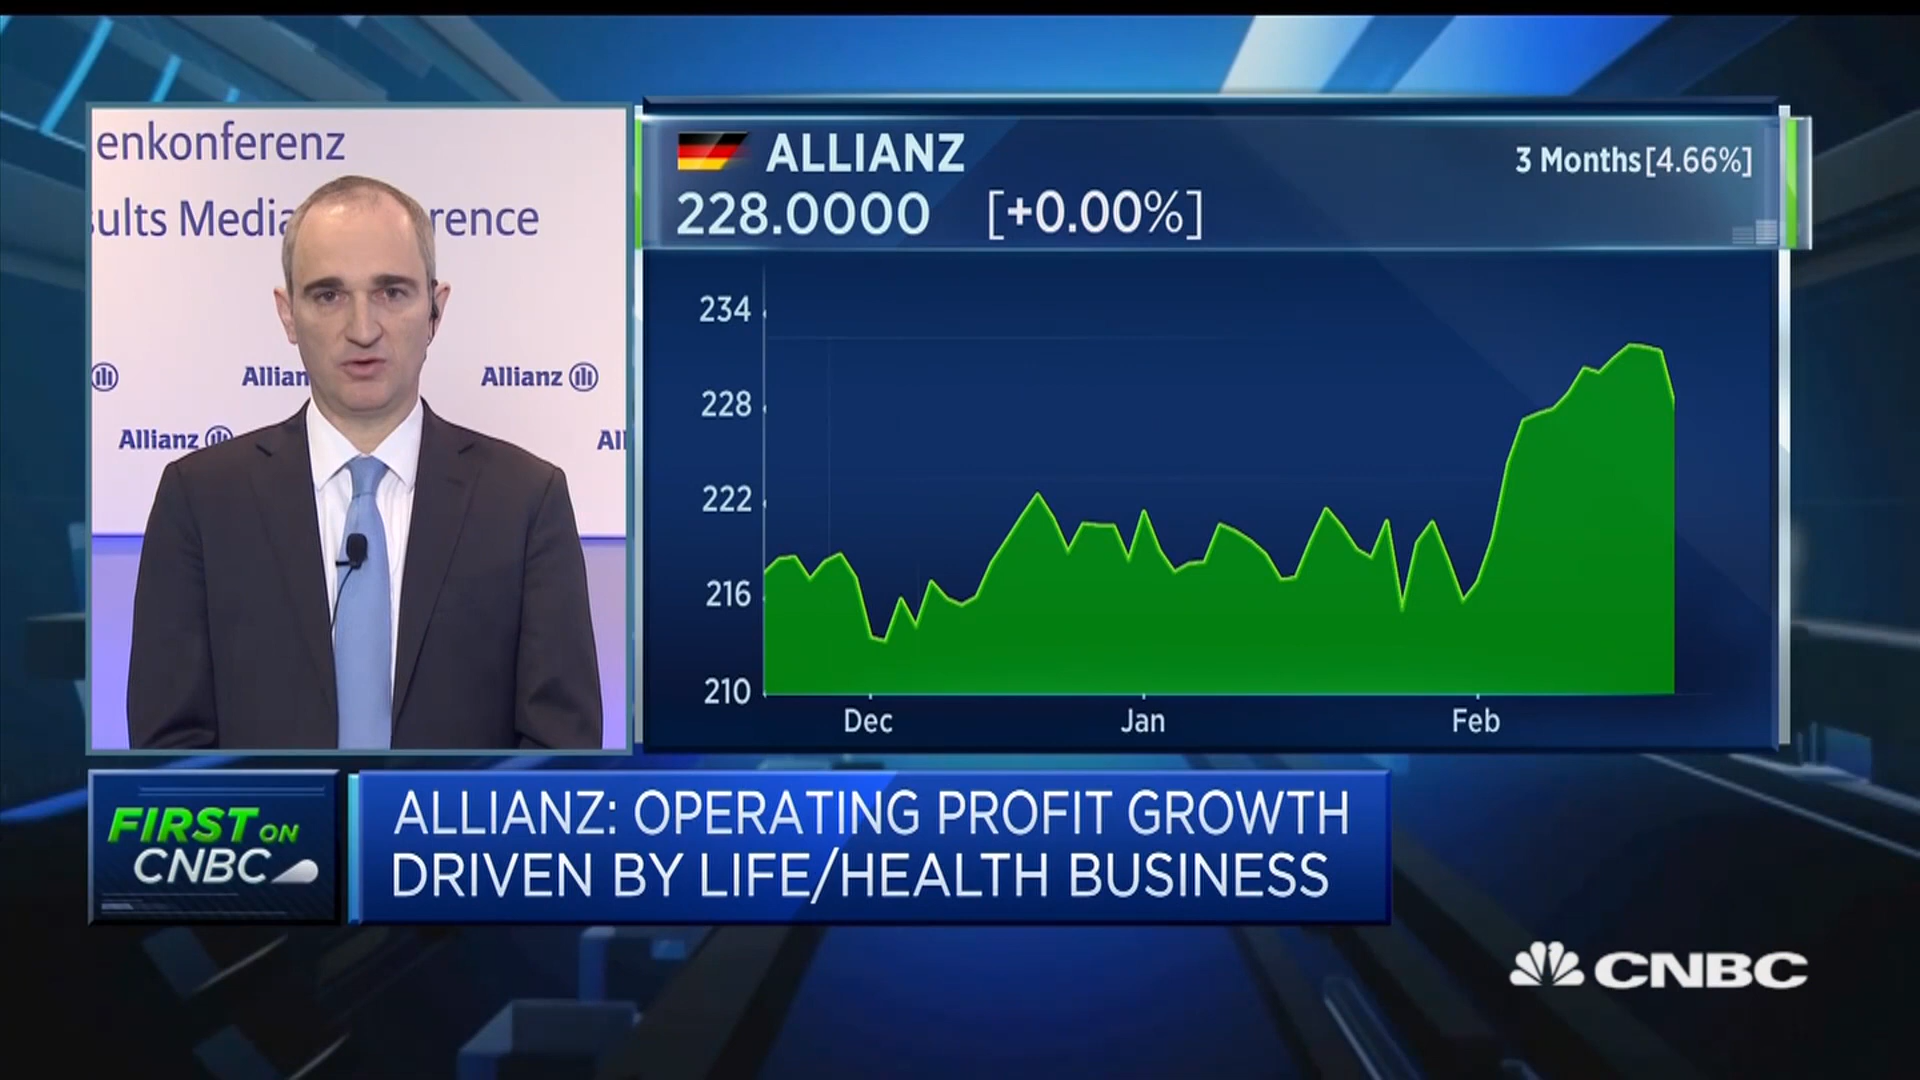 enkonferenz
sults Media
rence
Allian
Allianz
Allianz
All
ALLIANZ
3 Months[4.66%]
228.0000 [+0.00%]
234
228
222
216
210
Dec Jan Feb
FIRST ON
CNBC
ALLIANZ: OPERATING PROFIT GROWTH
DRIVEN BY LIFE/HEALTH BUSINESS
CNBC